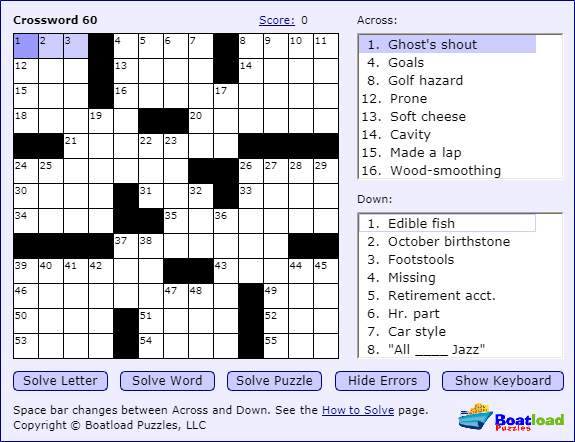 Crossword 60 Score: 0 Across:
1 2 3 4 5 6 7 8 9 10 11
12 13 14
15 16 17
18 19 20
21 22 23
24 25 26 27 28 29
30 31 32 33
34 35 36
37 38
39 40 41 42 43 44 45
46 47 48 49
50 51 52
53 54 55
1. Ghost's shout
4. Goals
8. Golf hazard
12. Prone
13. Soft cheese
14. Cavity
15. Made a lap
16. Wood-smoothing
Down:
1. Edible fish
2. October birthstone
3. Footstools
4. Missing
5. Retirement acct.
6. Hr. part
7. Car style
8. "All ____ Jazz"
Solve Letter Solve Word Solve Puzzle Hide Errors Show Keyboard
Space bar changes between Across and Down. See the How to Solve page.
Copyright © Boatload Puzzles, LLC
Boatload
Puzzles